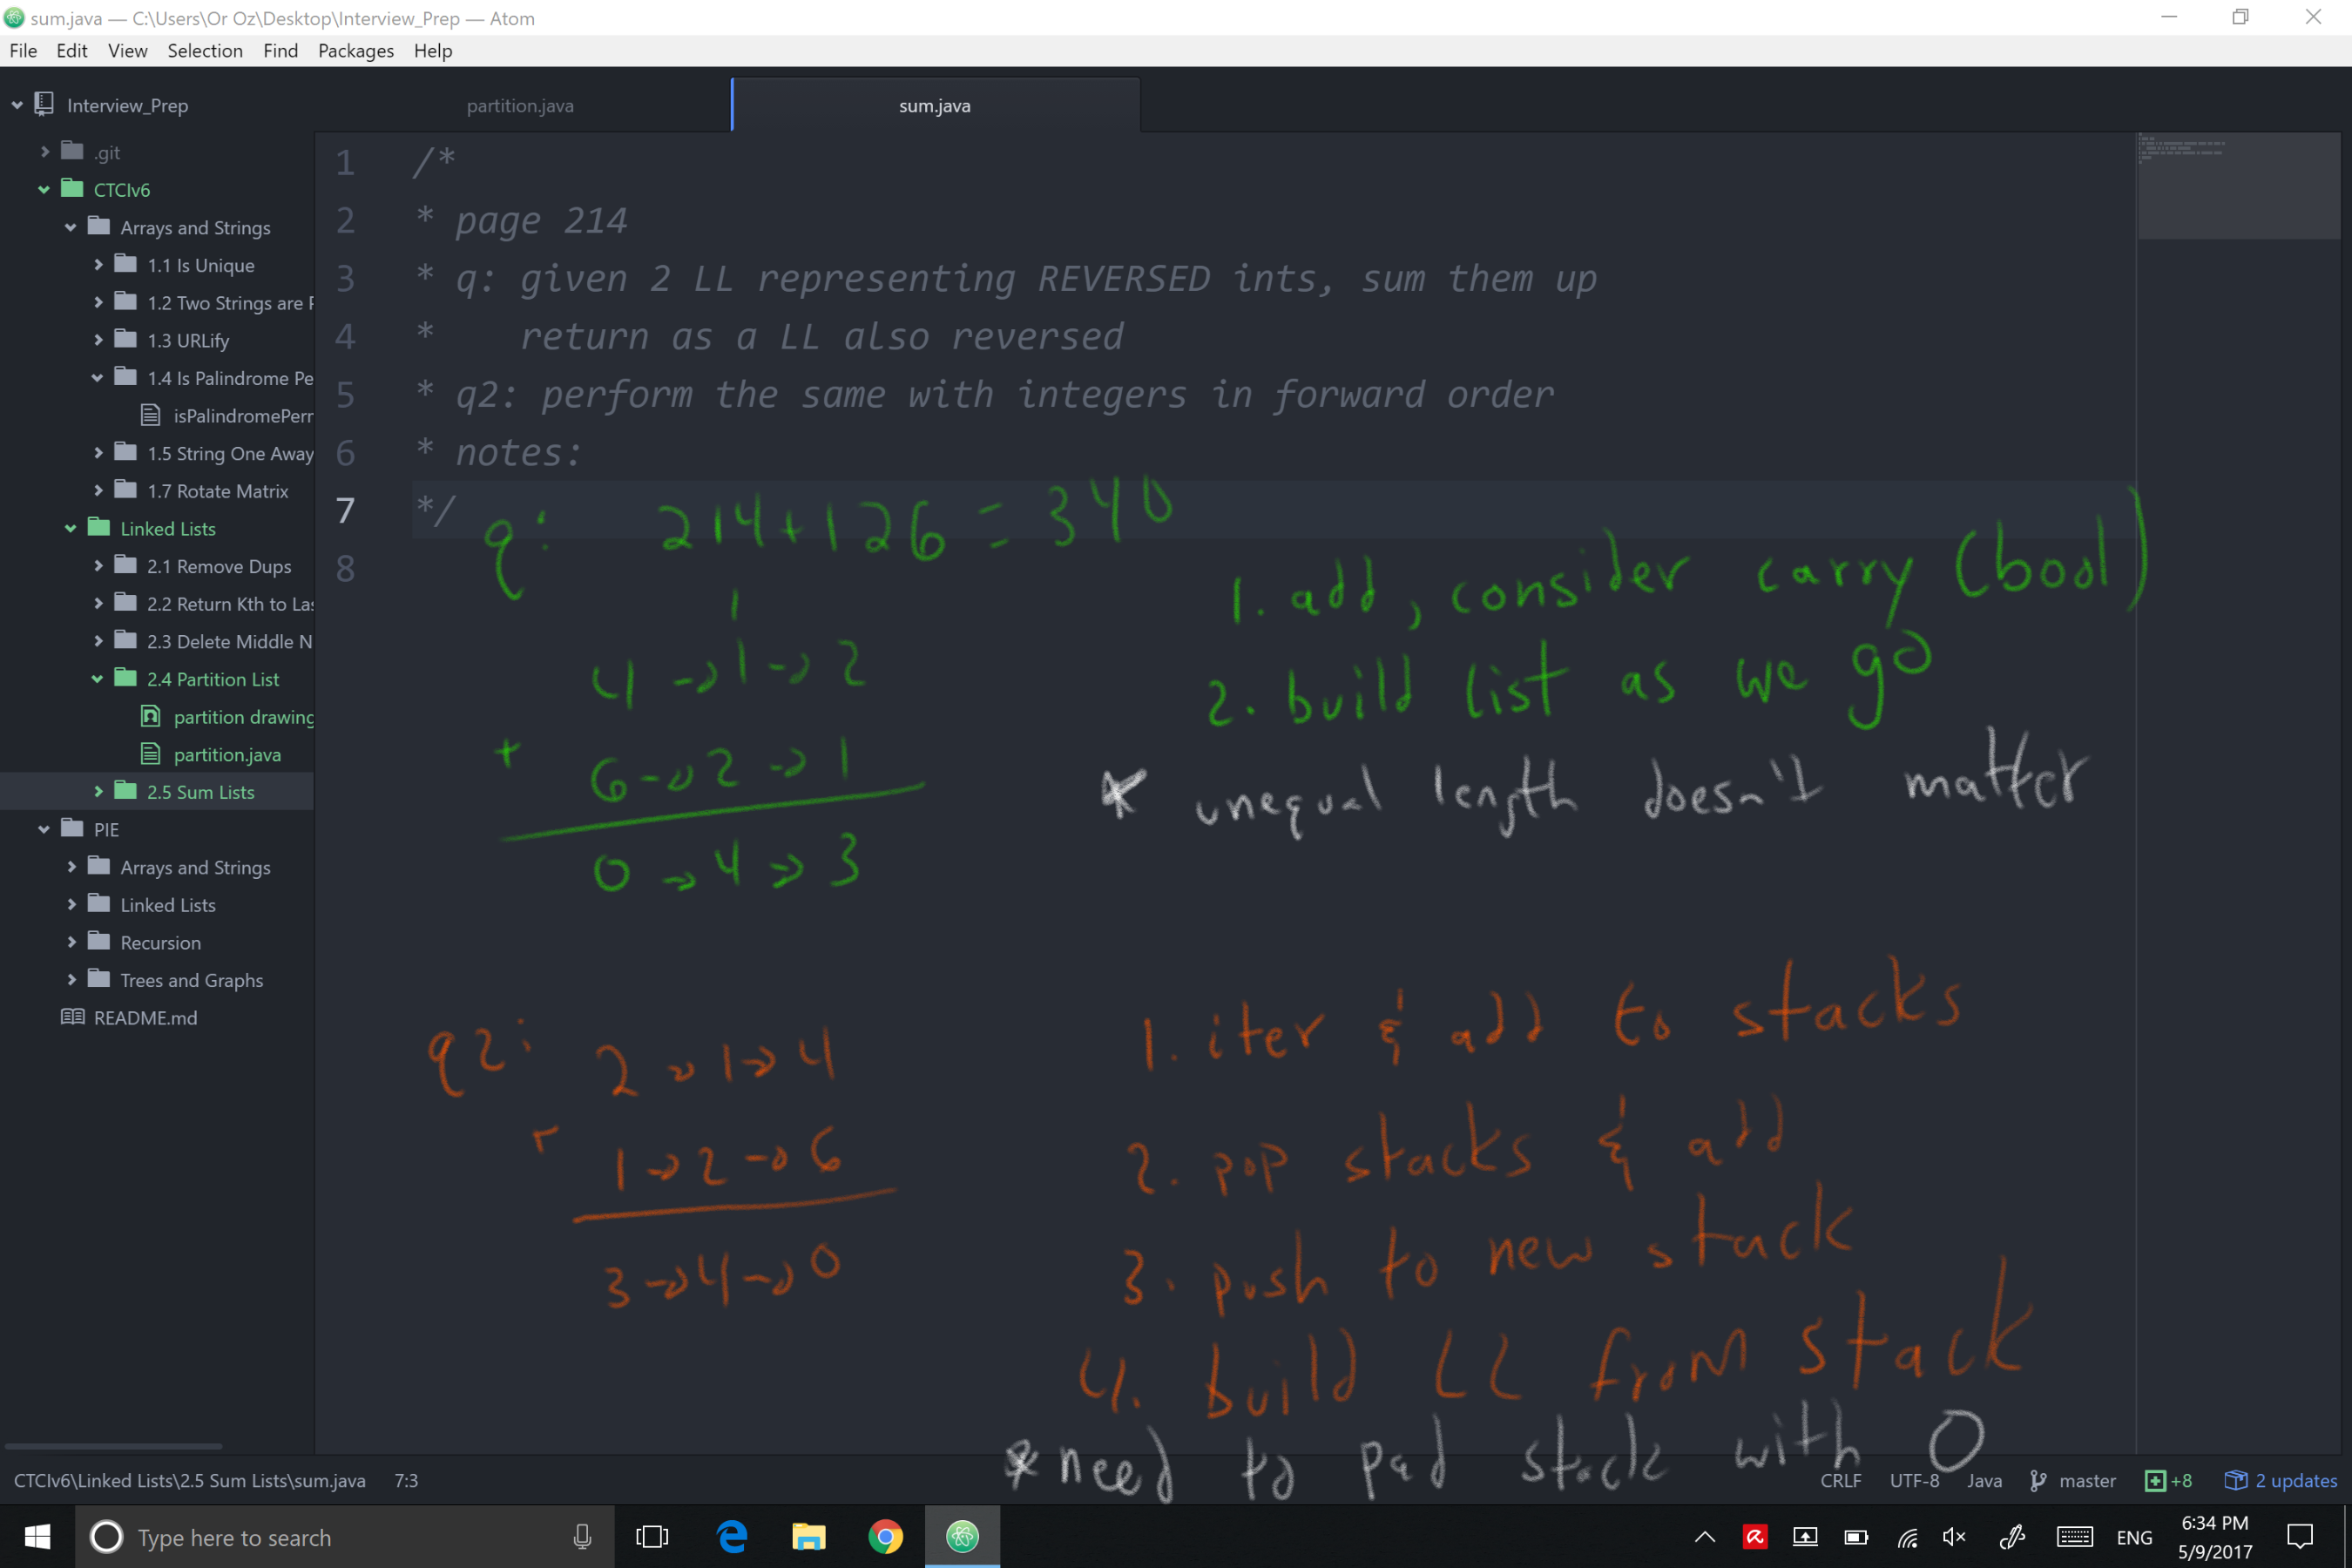 sum.java — C:\Users\Or Oz\Desktop\Interview_Prep — Atom
File Edit View Selection Find Packages Help
Interview_Prep
partition.java
sum.java
.git
CTCIv6
Arrays and Strings
1.1 Is Unique
1.2 Two Strings are P
1.3 URLify
1.4 Is Palindrome Pe
isPalindromePerr
1.5 String One Away
1.7 Rotate Matrix
Linked Lists
2.1 Remove Dups
2.2 Return Kth to Las
2.3 Delete Middle N
2.4 Partition List
partition drawing
partition.java
2.5 Sum Lists
PIE
Arrays and Strings
Linked Lists
Recursion
Trees and Graphs
README.md
1 /*
2 * page 214
3 * q: given 2 LL representing REVERSED ints, sum them up
4 * return as a LL also reversed
5 * q2: perform the same with integers in forward order
6 * notes:
7 */
8
q: 214+126 = 340
1
4 → 1 → 2
+ 6 → 2 → 1
0 → 4 → 3
1. add, consider carry (bool)
2. build list as we go
* unequal length doesn't matter
q2: 2 → 1 → 4
1 → 2 → 6
3 → 4 → 0
1. iter & add to stacks
2. pop stacks & add
3. push to new stack
4. build LL from stack
* need to pad stack with 0
CTCIv6\Linked Lists\2.5 Sum Lists\sum.java 7:3
CRLF UTF-8 Java master +8 2 updates
Type here to search
ENG
6:34 PM
5/9/2017